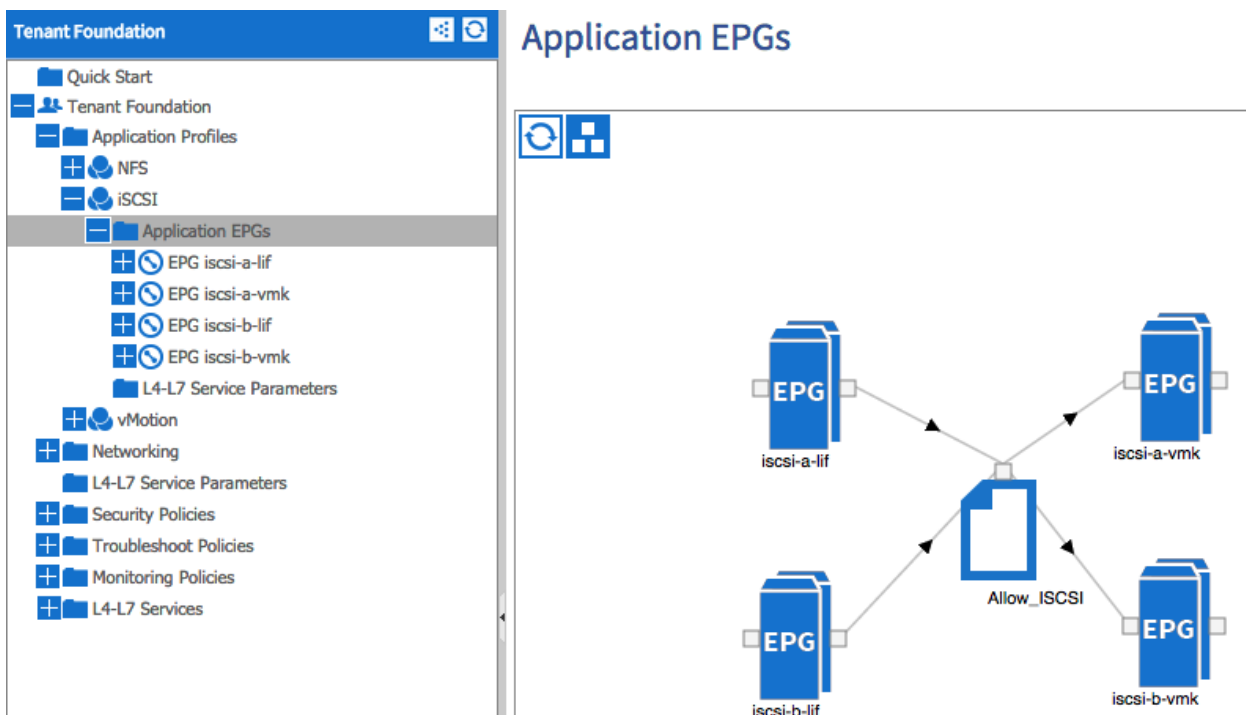 Tenant Foundation
Quick Start
Tenant Foundation
Application Profiles
NFS
iSCSI
Application EPGs
EPG iscsi-a-lif
EPG iscsi-a-vmk
EPG iscsi-b-lif
EPG iscsi-b-vmk
L4-L7 Service Parameters
vMotion
Networking
L4-L7 Service Parameters
Security Policies
Troubleshoot Policies
Monitoring Policies
L4-L7 Services
Application EPGs
EPG
iscsi-a-lif
EPG
iscsi-a-vmk
Allow_ISCSI
EPG
iscsi-b-lif
EPG
iscsi-b-vmk